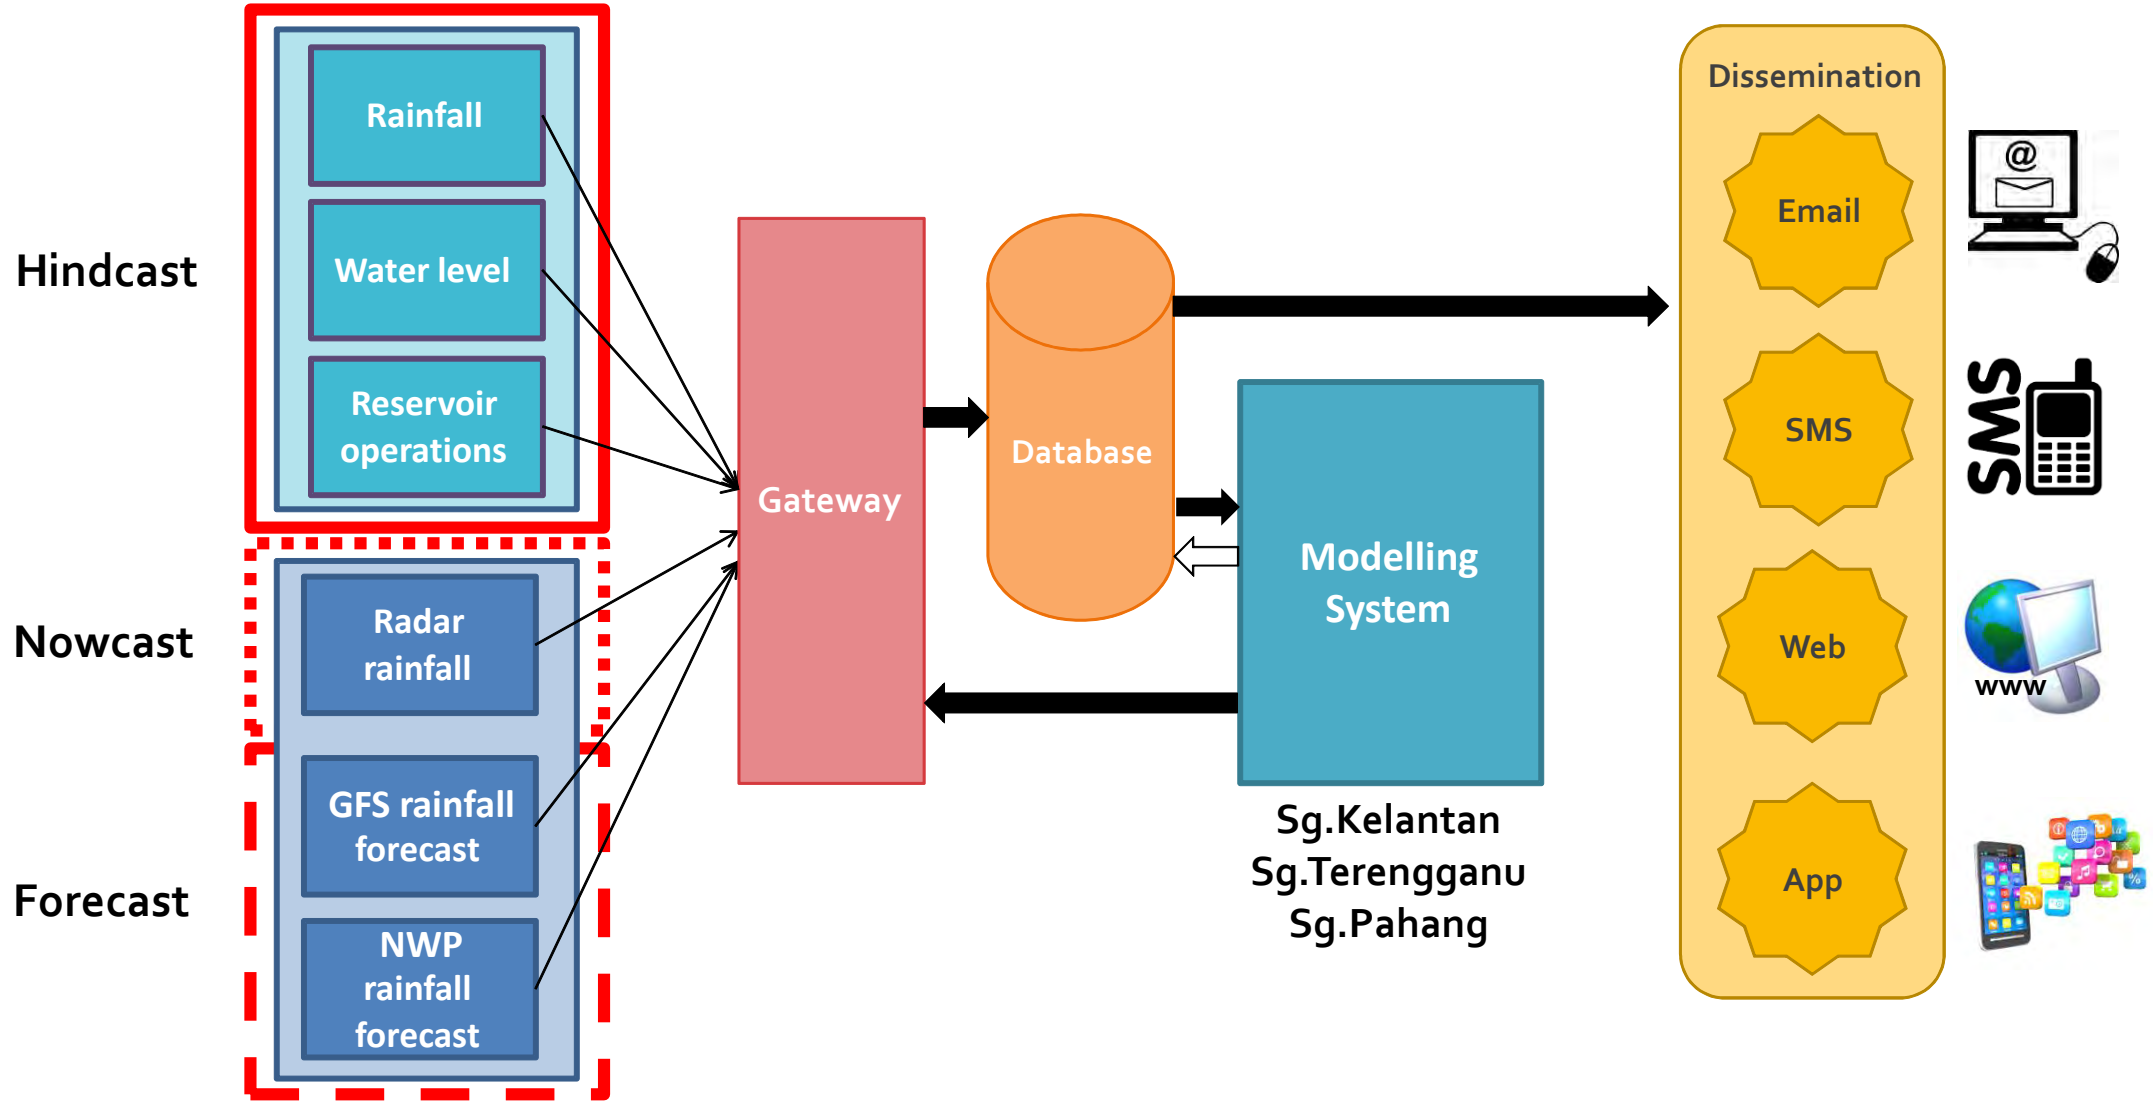 Hindcast
Rainfall
Water level
Reservoir
operations
Nowcast
Radar
rainfall
Forecast
GFS rainfall
forecast
NWP
rainfall
forecast
Gateway
Database
Modelling
System
Sg.Kelantan
Sg.Terengganu
Sg.Pahang
Dissemination
Email
@
SMS
SMS
Web
www
App